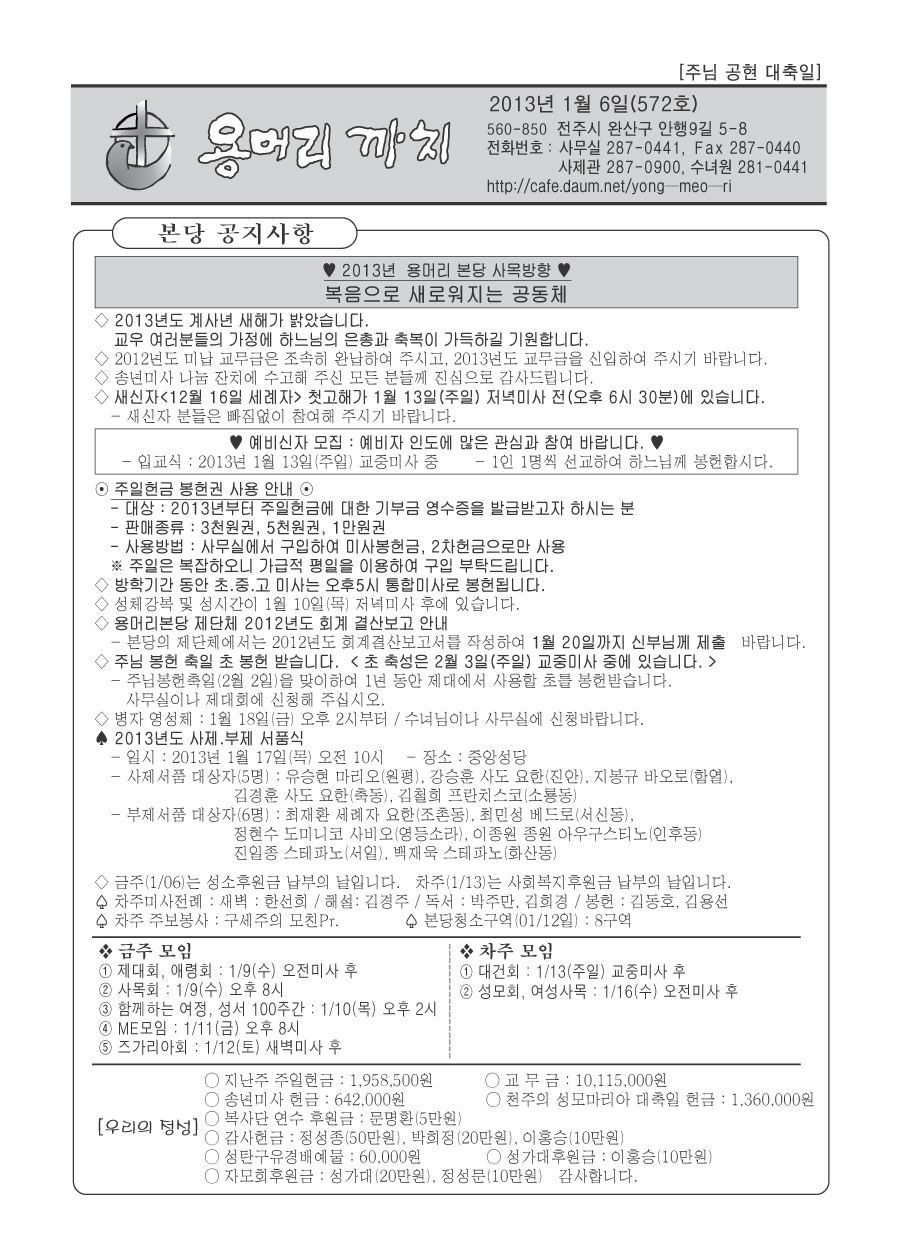 [주님 공현 대축일]
용머리 까치
2013년 1월 6일(572호)
560-850 전주시 완산구 안행9길 5-8
전화번호 : 사무실 287-0441, Fax 287-0440
사제관 287-0900, 수녀원 281-0441
http://cafe.daum.net/yong─meo─ri
본당 공지사항
♥ 2013년 용머리 본당 사목방향 ♥
복음으로 새로워지는 공동체
◇ 2013년도 계사년 새해가 밝았습니다.
교우 여러분들의 가정에 하느님의 은총과 축복이 가득하길 기원합니다.
◇ 2012년도 미납 교무금은 조속히 완납하여 주시고, 2013년도 교무금을 신입하여 주시기 바랍니다.
◇ 송년미사 나눔 잔치에 수고해 주신 모든 분들께 진심으로 감사드립니다.
◇ 새신자<12월 16일 세례자> 첫고해가 1월 13일(주일) 저녁미사 전(오후 6시 30분)에 있습니다.
- 새신자 분들은 빠짐없이 참여해 주시기 바랍니다.
♥ 예비신자 모집 : 예비자 인도에 많은 관심과 참여 바랍니다. ♥
- 입교식 : 2013년 1월 13일(주일) 교중미사 중 - 1인 1명씩 선교하여 하느님께 봉헌합시다.
⊙ 주일헌금 봉헌권 사용 안내 ⊙
- 대상 : 2013년부터 주일헌금에 대한 기부금 영수증을 발급받고자 하시는 분
- 판매종류 : 3천원권, 5천원권, 1만원권
- 사용방법 : 사무실에서 구입하여 미사봉헌금, 2차헌금으로만 사용
※ 주일은 복잡하오니 가급적 평일을 이용하여 구입 부탁드립니다.
◇ 방학기간 동안 초.중.고 미사는 오후5시 통합미사로 봉헌됩니다.
◇ 성체강복 및 성시간이 1월 10일(목) 저녁미사 후에 있습니다.
◇ 용머리본당 제단체 2012년도 회계 결산보고 안내
- 본당의 제단체에서는 2012년도 회계결산보고서를 작성하여 1월 20일까지 신부님께 제출 바랍니다.
◇ 주님 봉헌 축일 초 봉헌 받습니다. < 초 축성은 2월 3일(주일) 교중미사 중에 있습니다. >
- 주님봉헌축일(2월 2일)을 맞이하여 1년 동안 제대에서 사용할 초를 봉헌받습니다.
사무실이나 제대회에 신청해 주십시오.
◇ 병자 영성체 : 1월 18일(금) 오후 2시부터 / 수녀님이나 사무실에 신청바랍니다.
♠ 2013년도 사제.부제 서품식
- 일시 : 2013년 1월 17일(목) 오전 10시 - 장소 : 중앙성당
- 사제서품 대상자(5명) : 유승현 마리오(원평), 강승훈 사도 요한(진안), 지봉규 바오로(함열),
김경훈 사도 요한(축동), 김철희 프란치스코(소룡동)
- 부제서품 대상자(6명) : 최재환 세례자 요한(조촌동), 최민성 베드로(서신동),
정현수 도미니코 사비오(영등소라), 이종원 종원 아우구스티노(인후동)
진일종 스테파노(서일), 백재욱 스테파노(화산동)
◇ 금주(1/06)는 성소후원금 납부의 날입니다. 차주(1/13)는 사회복지후원금 납부의 날입니다.
♤ 차주미사전례 : 새벽 : 한선희 / 해설: 김경주 / 독서 : 박주만, 김희경 / 봉헌 : 김동호, 김용선
♤ 차주 주보봉사 : 구세주의 모친Pr. ♤ 본당청소구역(01/12일) : 8구역
❖ 금주 모임
① 제대회, 애령회 : 1/9(수) 오전미사 후
② 사목회 : 1/9(수) 오후 8시
③ 함께하는 여정, 성서 100주간 : 1/10(목) 오후 2시
④ ME모임 : 1/11(금) 오후 8시
⑤ 즈가리아회 : 1/12(토) 새벽미사 후
❖ 차주 모임
① 대건회 : 1/13(주일) 교중미사 후
② 성모회, 여성사목 : 1/16(수) 오전미사 후
[우리의 정성]
○ 지난주 주일헌금 : 1,958,500원 ○ 교 무 금 : 10,115,000원
○ 송년미사 헌금 : 642,000원 ○ 천주의 성모마리아 대축일 헌금 : 1,360,000원
○ 복사단 연수 후원금 : 문명환(5만원)
○ 감사헌금 : 정성종(50만원), 박희정(20만원), 이홍승(10만원)
○ 성탄구유경배예물 : 60,000원 ○ 성가대후원금 : 이홍승(10만원)
○ 자모회후원금 : 성가대(20만원), 정성문(10만원) 감사합니다.